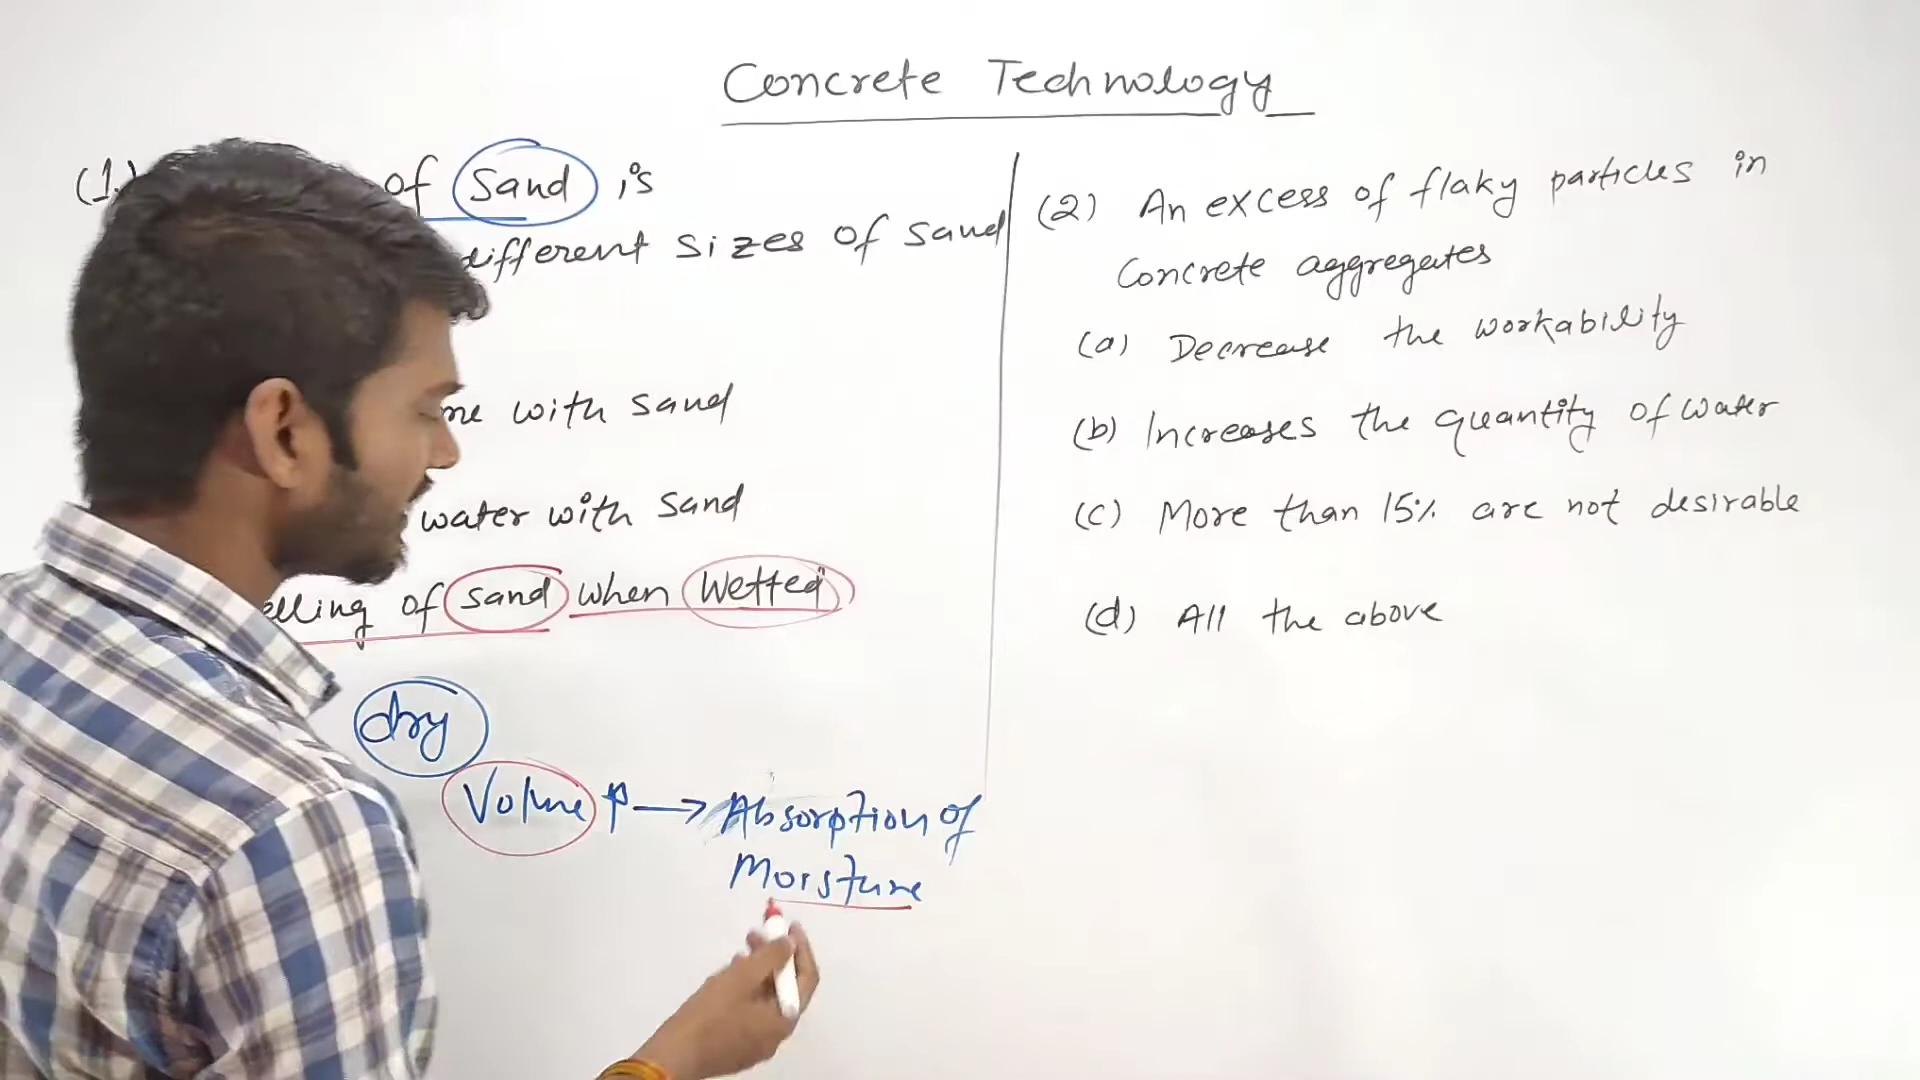 Concrete Technology
(1.) of Sand is
different sizes of sand
with sand
water with sand
of sand when wetted
dry
Volume ↑ → Absorption of
Moisture
(2) An excess of flaky particles in
Concrete aggregates
(a) Decrease the workability
(b) Increases the quantity of water
(c) More than 15% are not desirable
(d) All the above